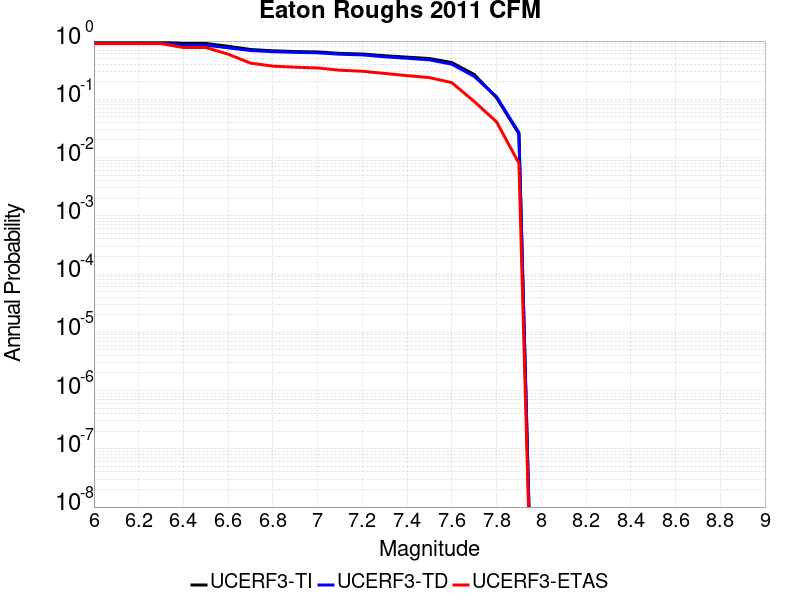 Eaton Roughs 2011 CFM
10^0
10^-1
10^-2
10^-3
10^-4
10^-5
10^-6
10^-7
10^-8
Annual Probability
6 6.2 6.4 6.6 6.8 7 7.2 7.4 7.6 7.8 8 8.2 8.4 8.6 8.8 9
Magnitude
UCERF3-TI UCERF3-TD UCERF3-ETAS